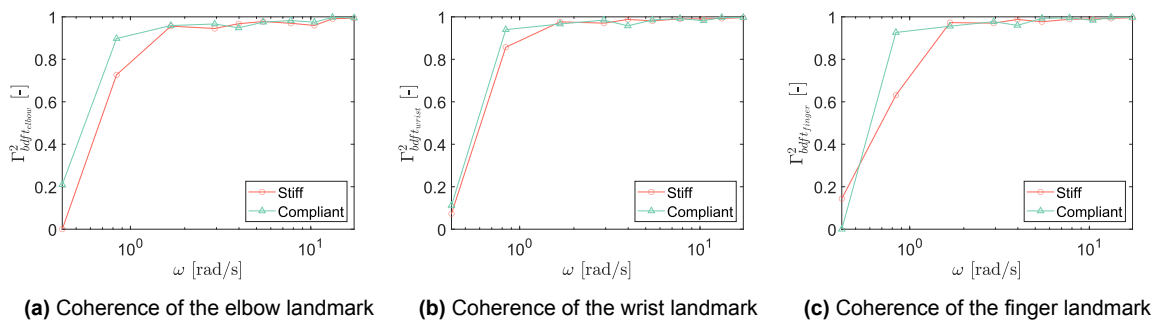 1
0.8
0.6
0.4
0.2
0
Γ²bdft_elbow [-]
Stiff
Compliant
10⁰
10¹
ω [rad/s]
(a) Coherence of the elbow landmark
1
0.8
0.6
0.4
0.2
0
Γ²bdft_wrist [-]
Stiff
Compliant
10⁰
10¹
ω [rad/s]
(b) Coherence of the wrist landmark
1
0.8
0.6
0.4
0.2
0
Γ²bdft_finger [-]
Stiff
Compliant
10⁰
10¹
ω [rad/s]
(c) Coherence of the finger landmark